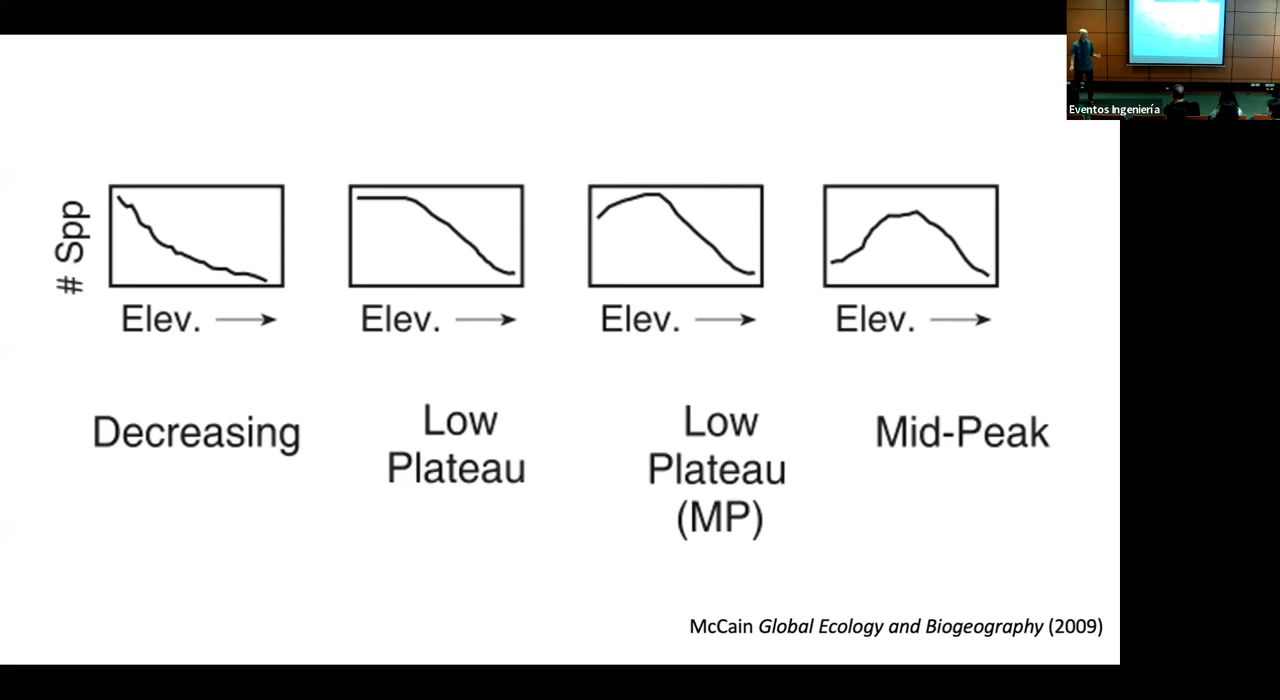 Eventos Ingeniería
# Spp
Elev.
Elev.
Elev.
Elev.
Decreasing
Low
Plateau
Low
Plateau
(MP)
Mid-Peak
McCain Global Ecology and Biogeography (2009)